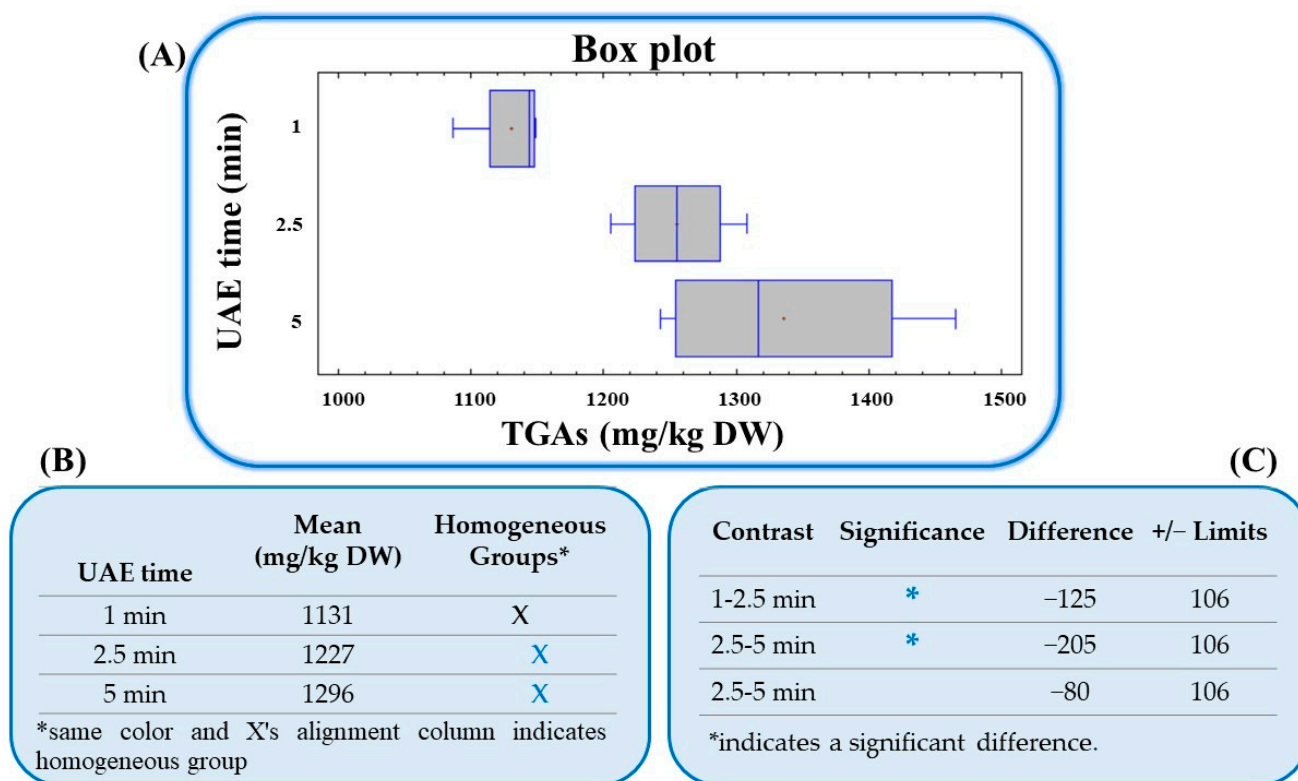 (A)
Box plot
UAE time (min)
1
2.5
5
1000 1100 1200 1300 1400 1500
TGAs (mg/kg DW)
(B)
UAE time Mean (mg/kg DW) Homogeneous Groups*
1 min 1131 X
2.5 min 1227 X
5 min 1296 X
*same color and X's alignment column indicates
homogeneous group
(C)
Contrast Significance Difference +/− Limits
1-2.5 min * −125 106
2.5-5 min * −205 106
2.5-5 min −80 106
*indicates a significant difference.